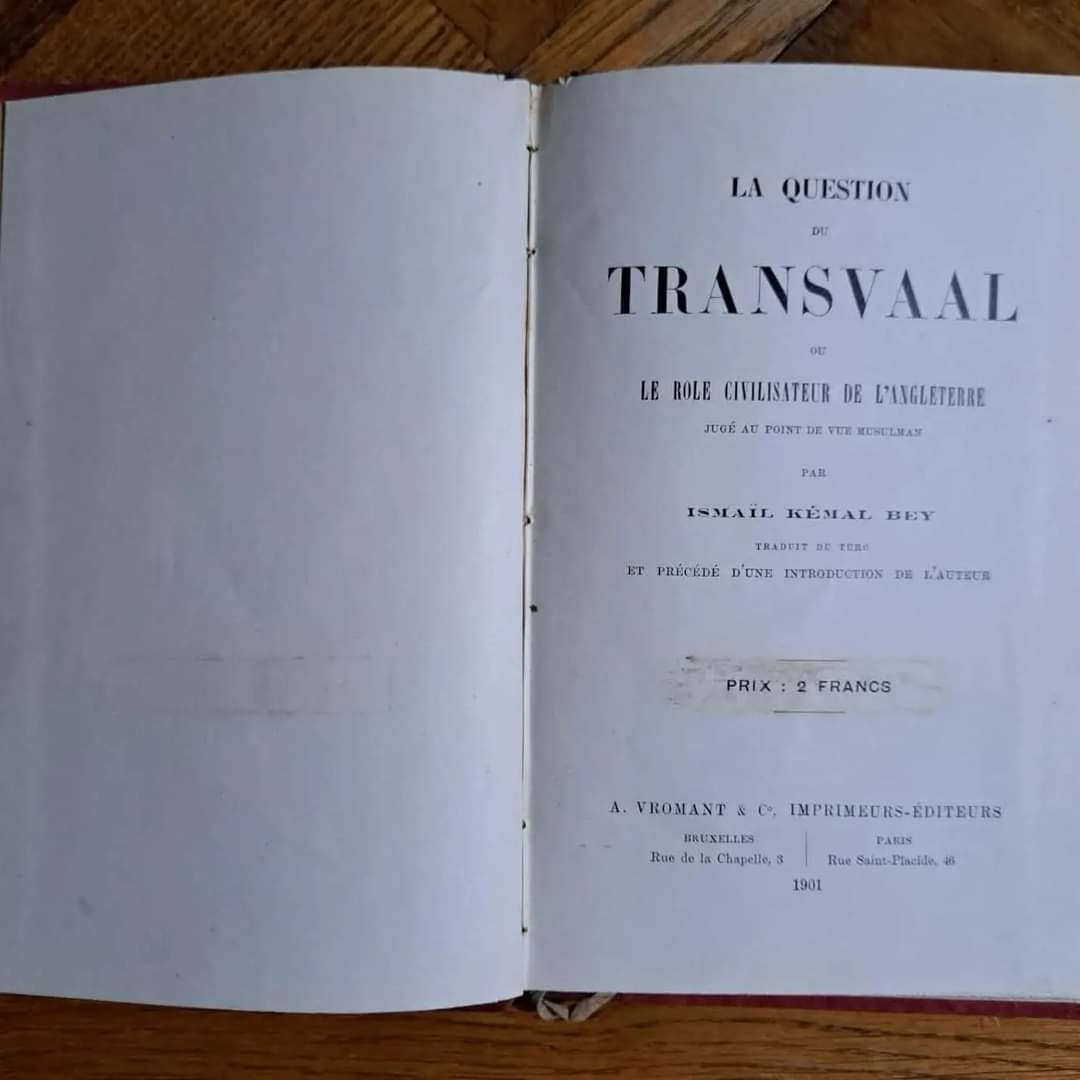 LA QUESTION
DU
TRANSVAAL
OU
LE ROLE CIVILISATEUR DE L'ANGLETERRE
JUGÉ AU POINT DE VUE MUSULMAN
PAR
ISMAÏL KÉMAL BEY
TRADUIT DU TURC
ET PRÉCÉDÉ D'UNE INTRODUCTION DE L'AUTEUR
PRIX : 2 FRANCS
A. VROMANT & Cº, IMPRIMEURS-ÉDITEURS
BRUXELLES
Rue de la Chapelle, 3
PARIS
Rue Saint-Placide, 46
1901